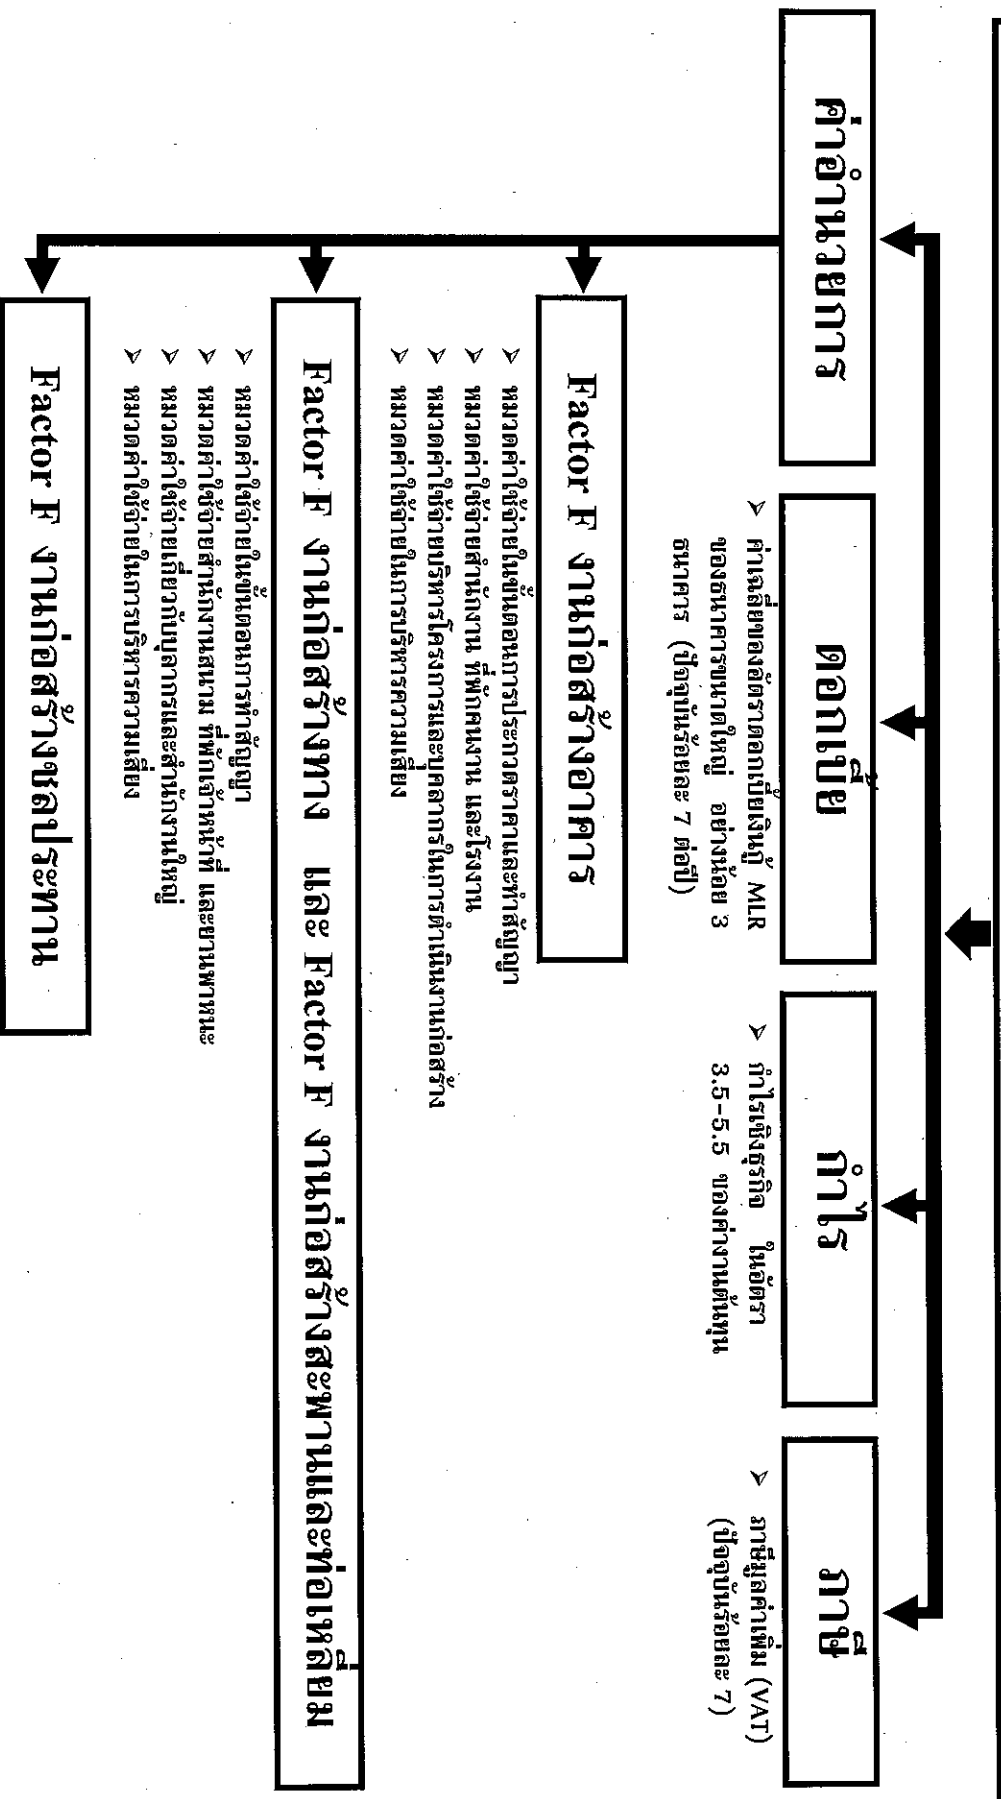 ค่าอำนวยการ
ดอกเบี้ย
➢ ค่าเฉลี่ยของอัตราดอกเบี้ยเงินกู้ MLR
ของธนาคารขนาดใหญ่ อย่างน้อย 3
ธนาคาร (ปัจจุบันร้อยละ 7 ต่อปี)
กำไร
➢ กำไรเชิงธุรกิจ ในอัตรา
3.5-5.5 ของค่างานต้นทุน
ภาษี
➢ ภาษีมูลค่าเพิ่ม (VAT)
(ปัจจุบันร้อยละ 7)
Factor F งานก่อสร้างอาคาร
➢ หมวดค่าใช้จ่ายในขั้นตอนการประกวดราคาและทำสัญญา
➢ หมวดค่าใช้จ่ายสำนักงาน ที่พักคนงาน และโรงงาน
➢ หมวดค่าใช้จ่ายบริหารโครงการและบุคลากรในการดำเนินงานก่อสร้าง
➢ หมวดค่าใช้จ่ายในการบริหารความเสี่ยง
Factor F งานก่อสร้างทาง และ Factor F งานก่อสร้างสะพานและท่อเหลี่ยม
➢ หมวดค่าใช้จ่ายในขั้นตอนการทำสัญญา
➢ หมวดค่าใช้จ่ายสำนักงานสนาม ที่พักเจ้าหน้าที่ และยานพาหนะ
➢ หมวดค่าใช้จ่ายเกี่ยวกับบุคลากรและสำนักงานใหญ่
➢ หมวดค่าใช้จ่ายในการบริหารความเสี่ยง
Factor F งานก่อสร้างชลประทาน